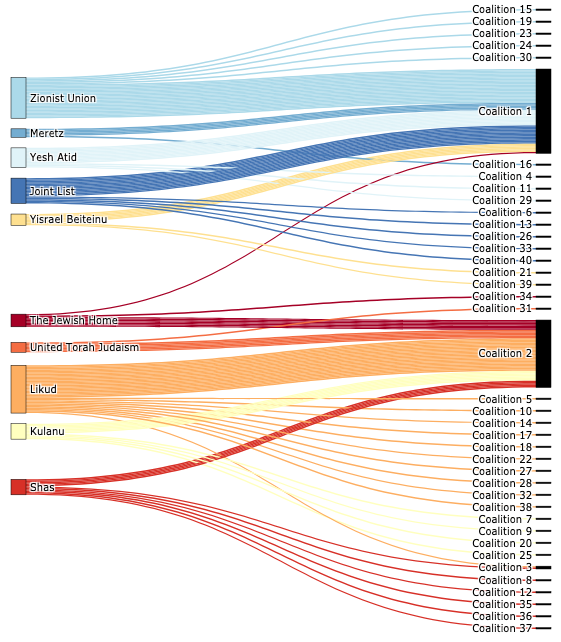 Zionist Union
Meretz
Yesh Atid
Joint List
Yisrael Beiteinu
The Jewish Home
United Torah Judaism
Likud
Kulanu
Shas
Coalition 15
Coalition 19
Coalition 23
Coalition 24
Coalition 30
Coalition 1
Coalition 16
Coalition 4
Coalition 11
Coalition 29
Coalition 6
Coalition 13
Coalition 26
Coalition 33
Coalition 40
Coalition 21
Coalition 39
Coalition 34
Coalition 31
Coalition 2
Coalition 5
Coalition 10
Coalition 14
Coalition 17
Coalition 18
Coalition 22
Coalition 27
Coalition 28
Coalition 32
Coalition 38
Coalition 7
Coalition 9
Coalition 20
Coalition 25
Coalition 3
Coalition 8
Coalition 12
Coalition 35
Coalition 36
Coalition 37